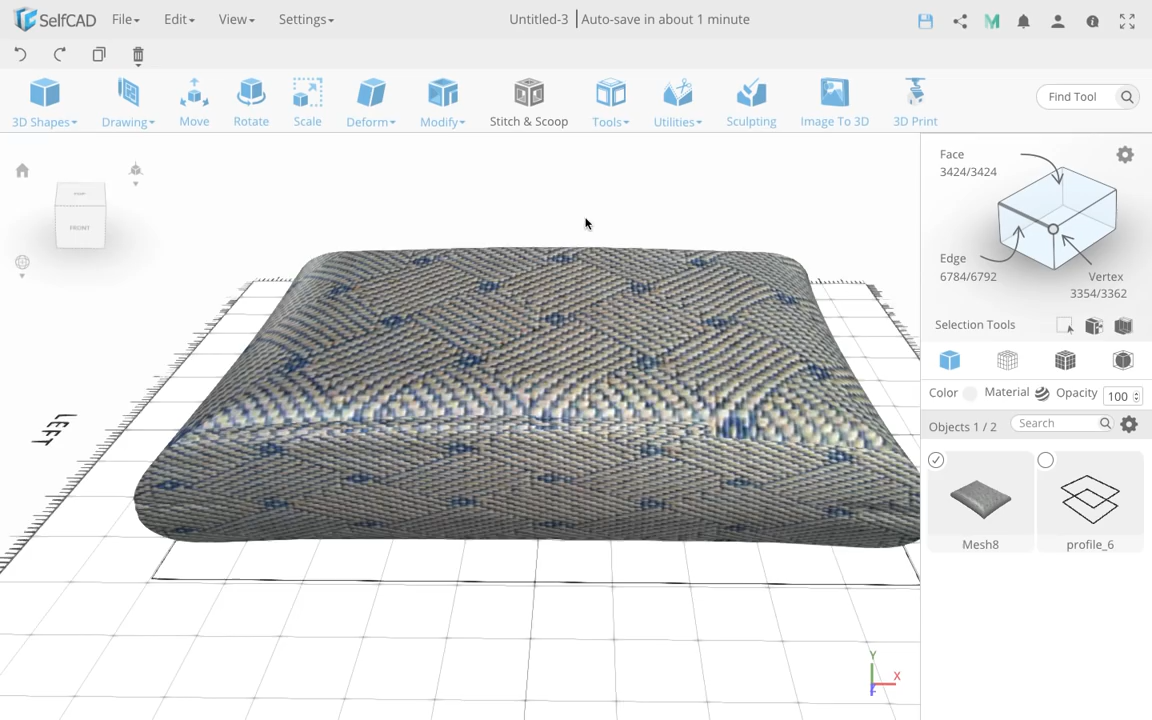 SelfCAD File Edit View Settings Untitled-3 Auto-save in about 1 minute
3D Shapes Drawing Move Rotate Scale Deform Modify Stitch & Scoop Tools Utilities Sculpting Image To 3D 3D Print Find Tool
Face
3424/3424
Edge
6784/6792
Vertex
3354/3362
FRONT
Selection Tools
Color Material Opacity 100
Objects 1 / 2 Search
LEFT
Mesh8 profile_6
Y
X